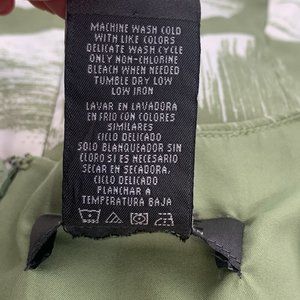 MACHINE WASH COLD
WITH LIKE COLORS
DELICATE WASH CYCLE
ONLY NON-CHLORINE
BLEACH WHEN NEEDED
TUMBLE DRY LOW
LOW IRON
LAVAR EN LAVADORA
EN FRIO CON COLORES
SIMILARES
CICLO DELICADO
SOLO BLANQUEADOR SIN
CLORO SI ES NECESARIO
SECAR EN SECADORA,
CICLO DELICADO
PLANCHAR A
TEMPERATURA BAJA